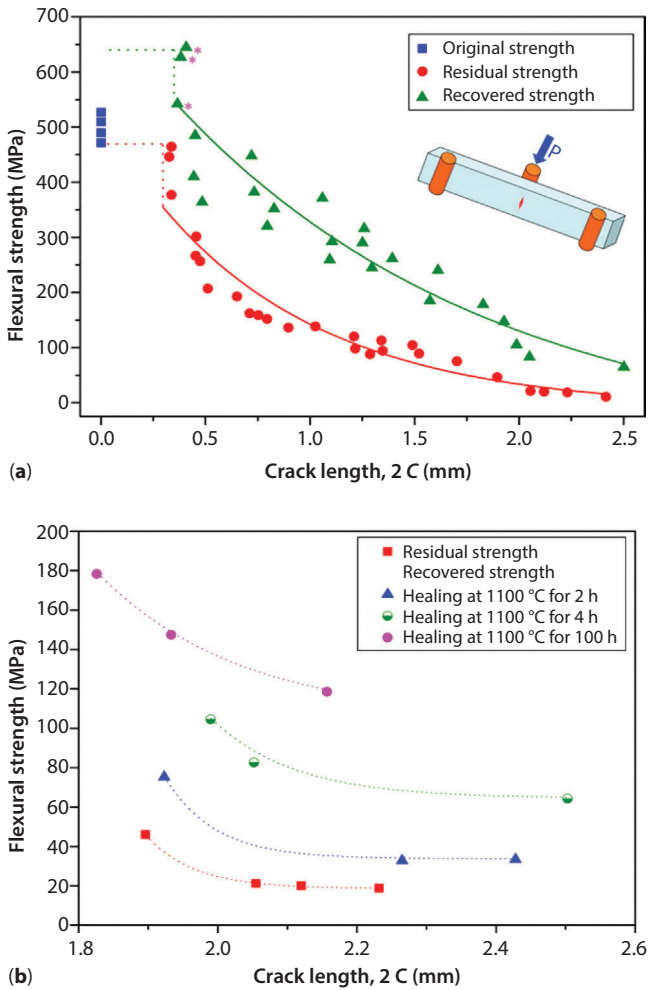 700
600
500
400
300
200
100
0
Flexural strength (MPa)
*
*
*
Original strength
Residual strength
Recovered strength
P
0.0 0.5 1.0 1.5 2.0 2.5
(a)
Crack length, 2 C (mm)
200
180
160
140
120
100
80
60
40
20
0
Flexural strength (MPa)
Residual strength
Recovered strength
Healing at 1100 °C for 2 h
Healing at 1100 °C for 4 h
Healing at 1100 °C for 100 h
1.8 2.0 2.2 2.4 2.6
(b)
Crack length, 2 C (mm)